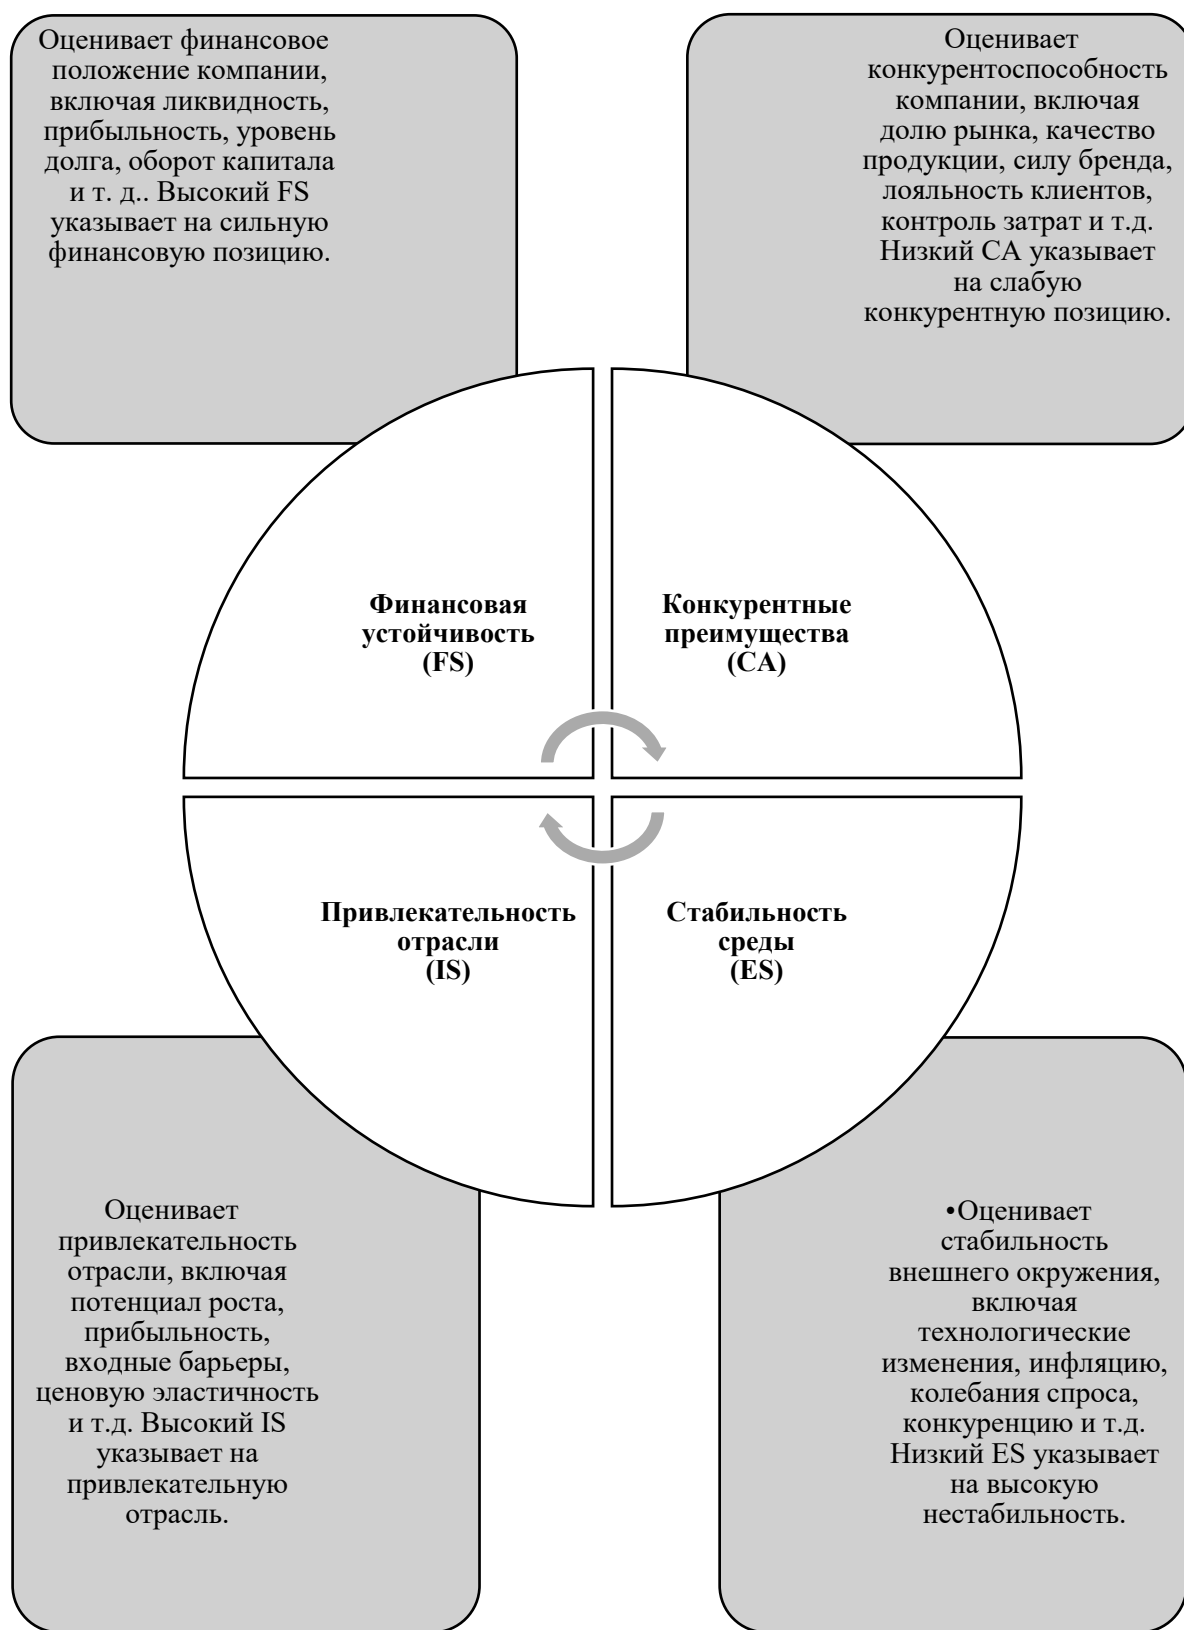 Оценивает финансовое
положение компании,
включая ликвидность,
прибыльность, уровень
долга, оборот капитала
и т. д.. Высокий FS
указывает на сильную
финансовую позицию.
Оценивает
конкурентоспособность
компании, включая
долю рынка, качество
продукции, силу бренда,
лояльность клиентов,
контроль затрат и т.д.
Низкий CA указывает
на слабую
конкурентную позицию.
Финансовая
устойчивость
(FS)
Конкурентные
преимущества
(CA)
Привлекательность
отрасли
(IS)
Стабильность
среды
(ES)
Оценивает
привлекательность
отрасли, включая
потенциал роста,
прибыльность,
входные барьеры,
ценовую эластичность
и т.д. Высокий IS
указывает на
привлекательную
отрасль.
•Оценивает
стабильность
внешнего окружения,
включая
технологические
изменения, инфляцию,
колебания спроса,
конкуренцию и т.д.
Низкий ES указывает
на высокую
нестабильность.